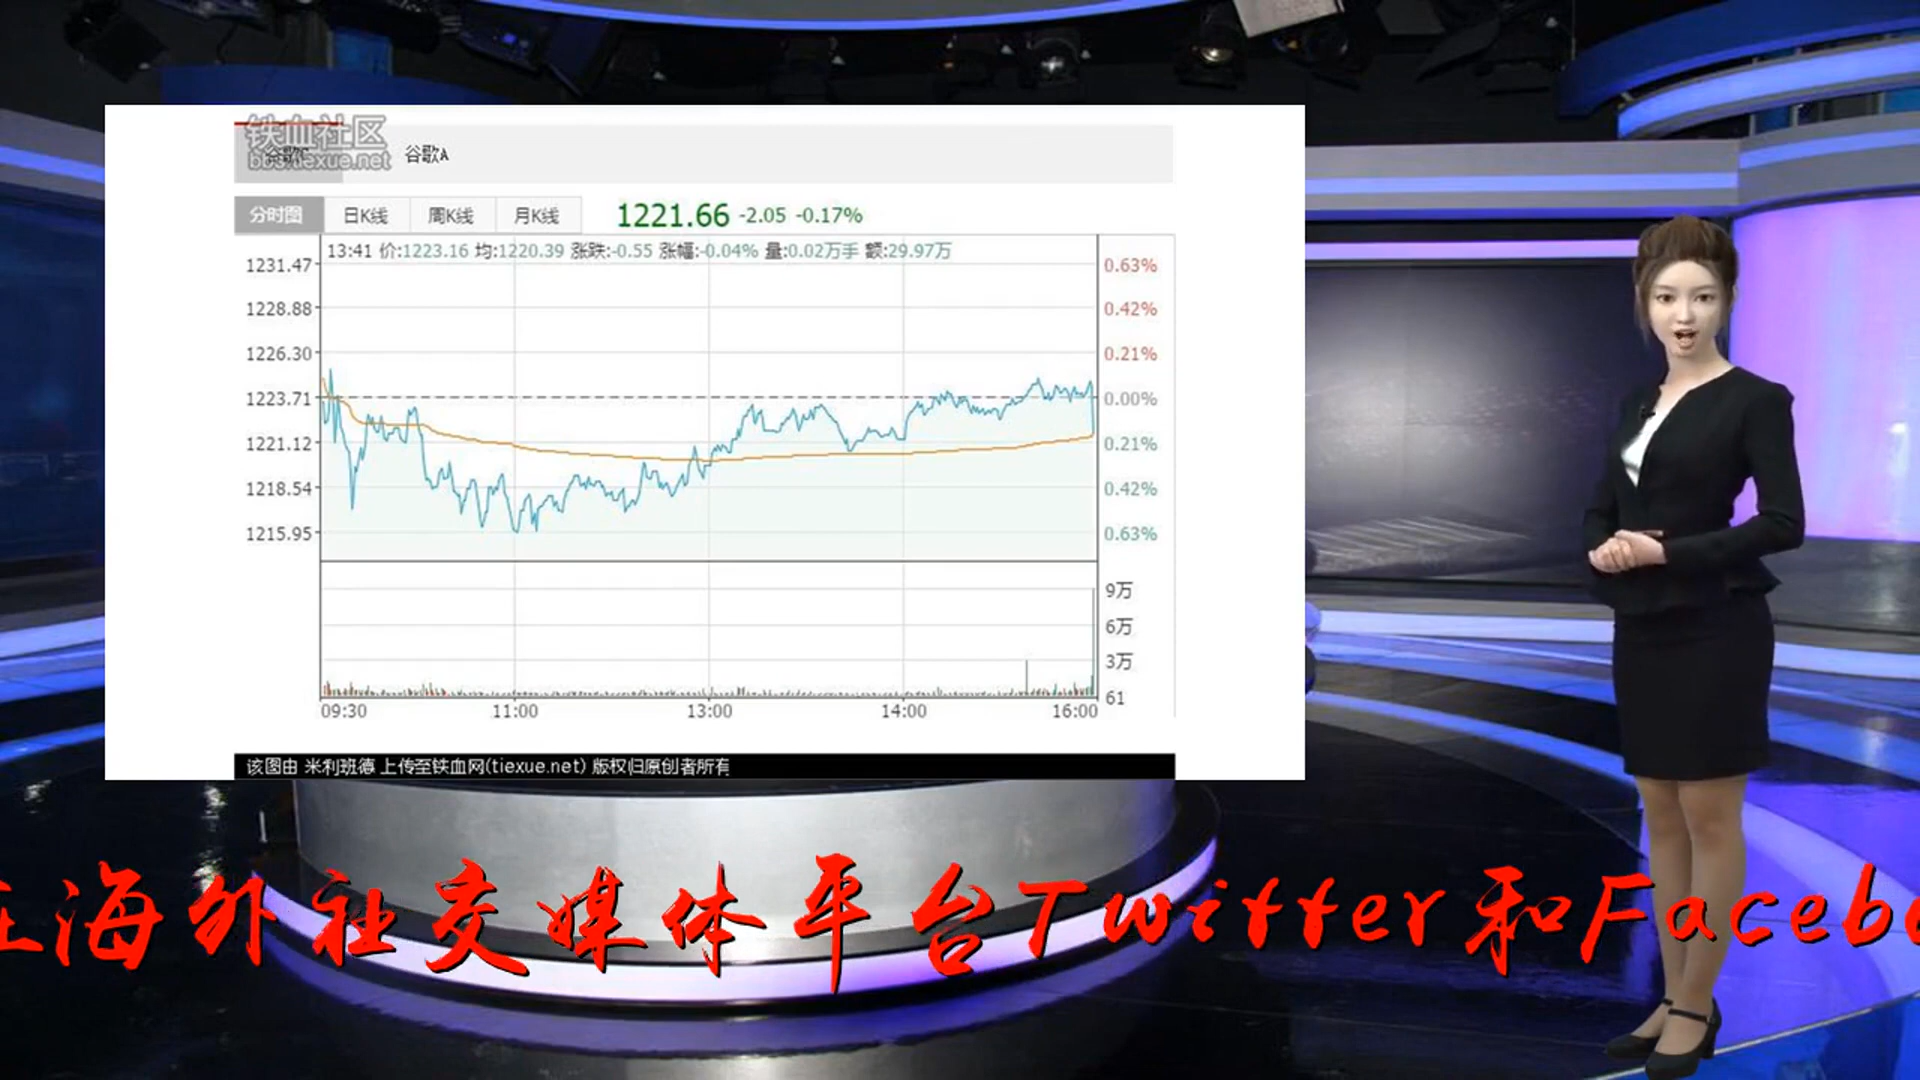 铁血社区
bbs.tiexue.net
谷歌A
分时图 日K线 周K线 月K线 1221.66 -2.05 -0.17%
13:41 价:1223.16 均:1220.39 涨跌:-0.55 涨幅:-0.04% 量:0.02万手 额:29.97万
1231.47 0.63%
1228.88 0.42%
1226.30 0.21%
1223.71 0.00%
1221.12 0.21%
1218.54 0.42%
1215.95 0.63%
9万
6万
3万
61
09:30 11:00 13:00 14:00 16:00
该图由 米利班德 上传至铁血网(tiexue.net) 版权归原创者所有
在海外社交媒体平台Twitter和Facebo